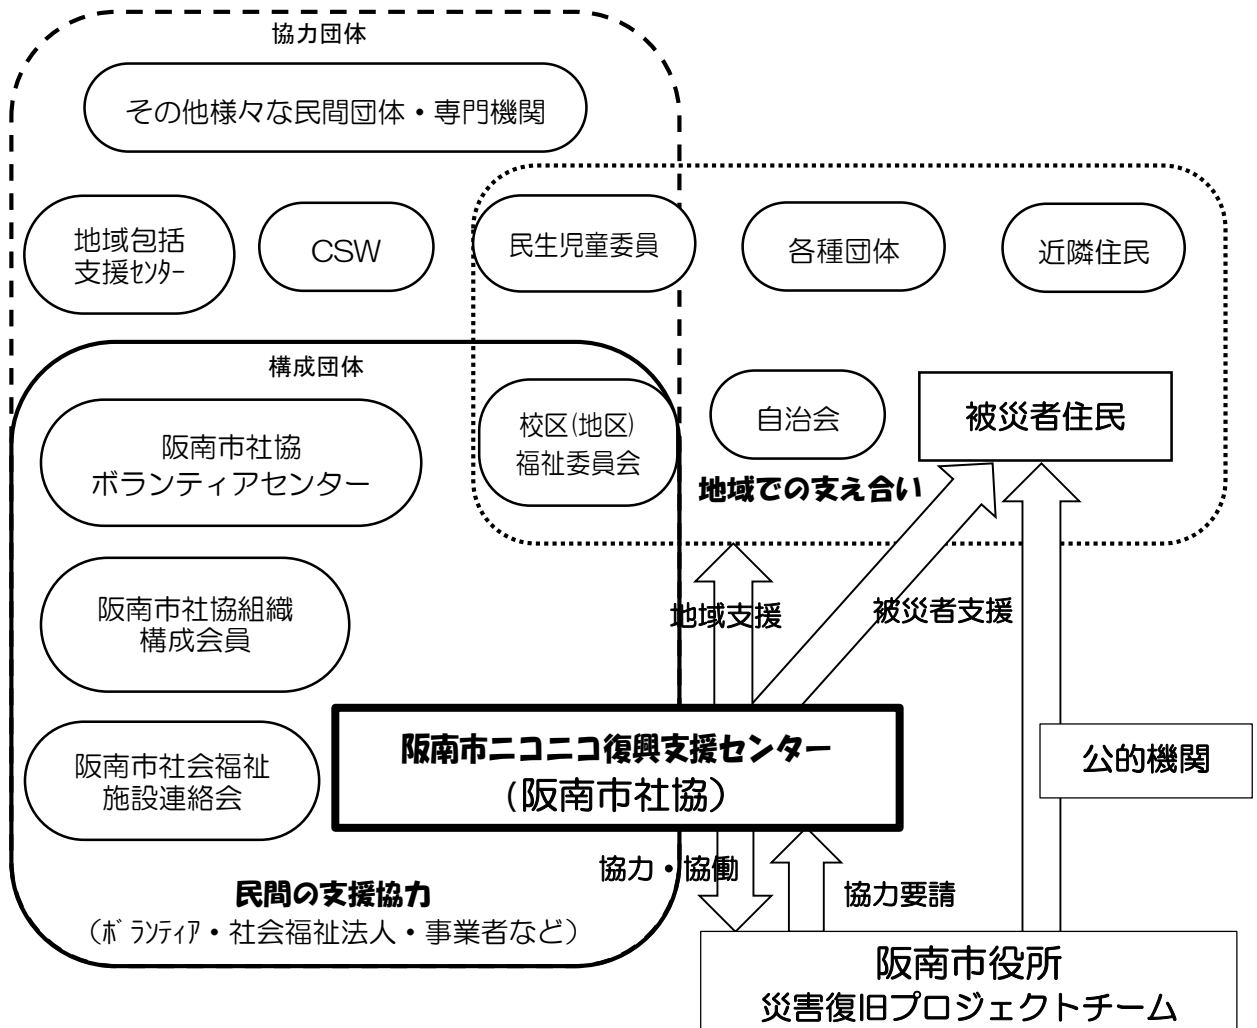 協力団体
その他様々な民間団体・専門機関
地域包括
支援ｾﾝﾀｰ
CSW
民生児童委員
各種団体
近隣住民
構成団体
阪南市社協
ボランティアセンター
校区(地区)
福祉委員会
自治会
被災者住民
地域での支え合い
阪南市社協組織
構成会員
地域支援
被災者支援
阪南市社会福祉
施設連絡会
阪南市ニコニコ復興支援センター
（阪南市社協）
公的機関
協力・協働
協力要請
民間の支援協力
（ﾎﾞﾗﾝﾃｨｱ・社会福祉法人・事業者など）
阪南市役所
災害復旧プロジェクトチーム